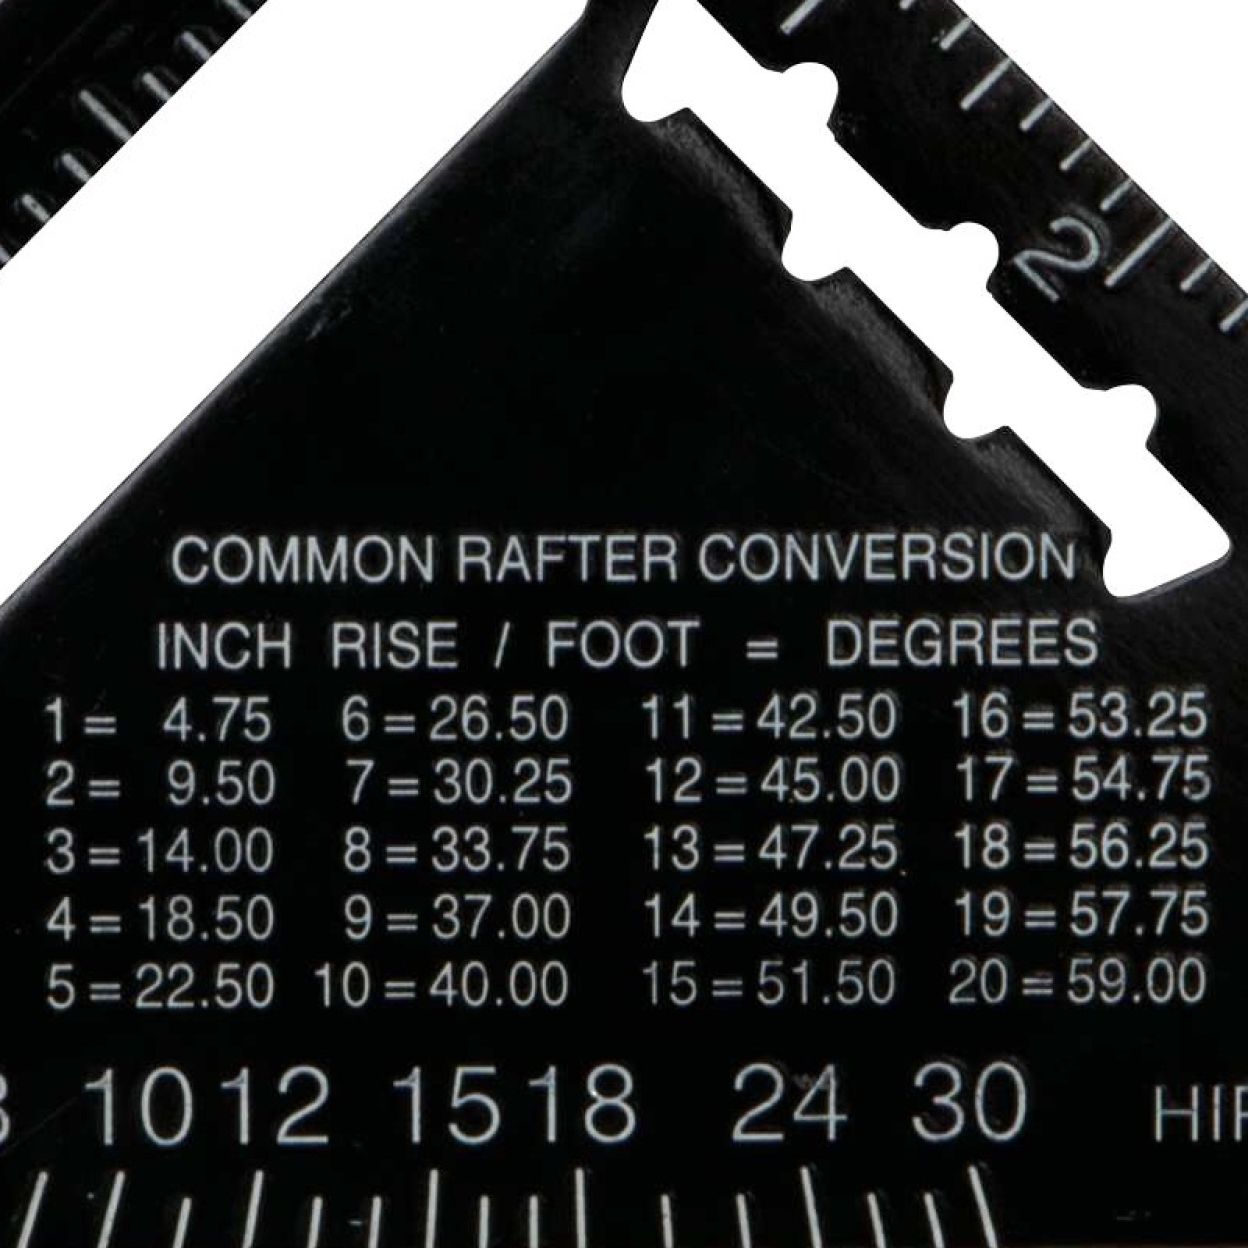 2
COMMON RAFTER CONVERSION
INCH RISE / FOOT = DEGREES
1 = 4.75 6 = 26.50 11 = 42.50 16 = 53.25
2 = 9.50 7 = 30.25 12 = 45.00 17 = 54.75
3 = 14.00 8 = 33.75 13 = 47.25 18 = 56.25
4 = 18.50 9 = 37.00 14 = 49.50 19 = 57.75
5 = 22.50 10 = 40.00 15 = 51.50 20 = 59.00
10 12 15 18 24 30